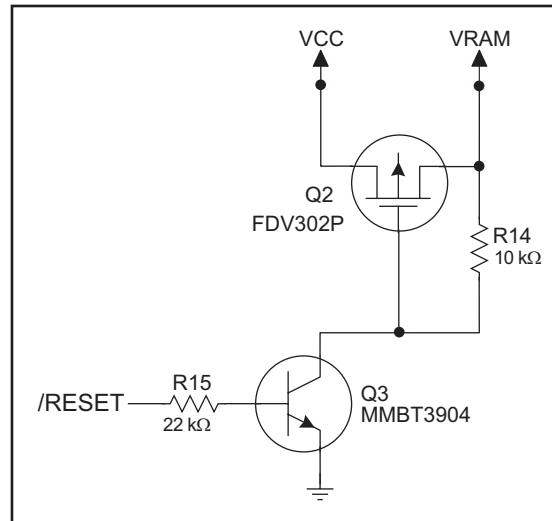 VCC
VRAM
Q2
FDV302P
R14
10 kΩ
R15
/RESET
22 kΩ
Q3
MMBT3904